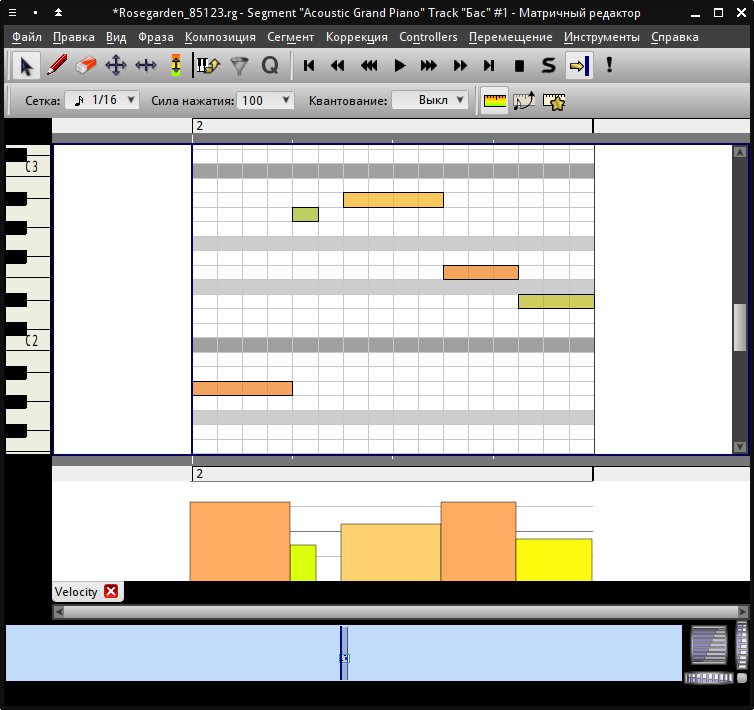 *Rosegarden_85123.rg - Segment "Acoustic Grand Piano" Track "Бас" #1 - Матричный редактор
Файл Правка Вид Фраза Композиция Сегмент Коррекция Controllers Перемещение Инструменты Справка
Q S !
Сетка: 1/16 Сила нажатия: 100 Квантование: Выкл
2
C3
C2
2
Velocity